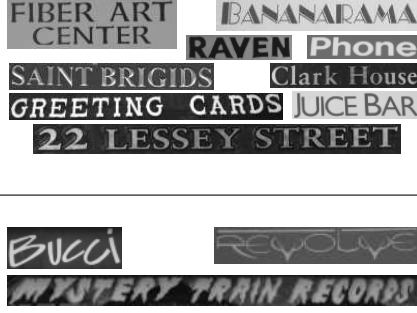 FIBER ART
CENTER
BANANARAMA
RAVEN Phone
SAINT BRIGIDS Clark House
GREETING CARDS JUICE BAR
22 LESSEY STREET
Bucci REVOLVE
MYSTERY TRAIN RECORDS